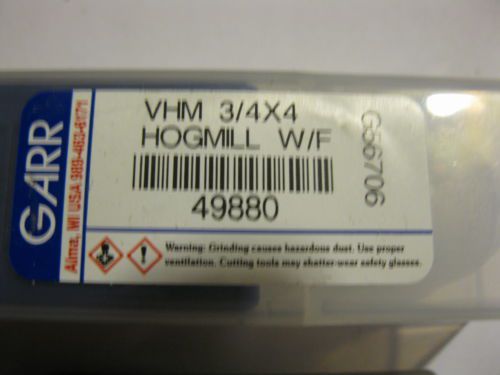 GARR
Alma, MI USA 989-463-6171
VHM 3/4X4
HOGMILL W/F
49880
G56706
Warning: Grinding causes hazardous dust. Use proper
ventilation. Cutting tools may shatter-wear safety glasses.